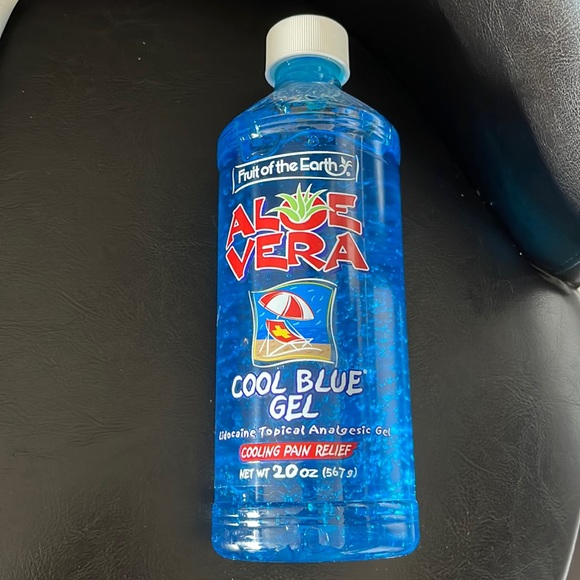 Fruit of the Earth®
ALOE
VERA
COOL BLUE®
GEL
Lidocaine Topical Analgesic Gel
COOLING PAIN RELIEF
NET WT 20 OZ (567 g)